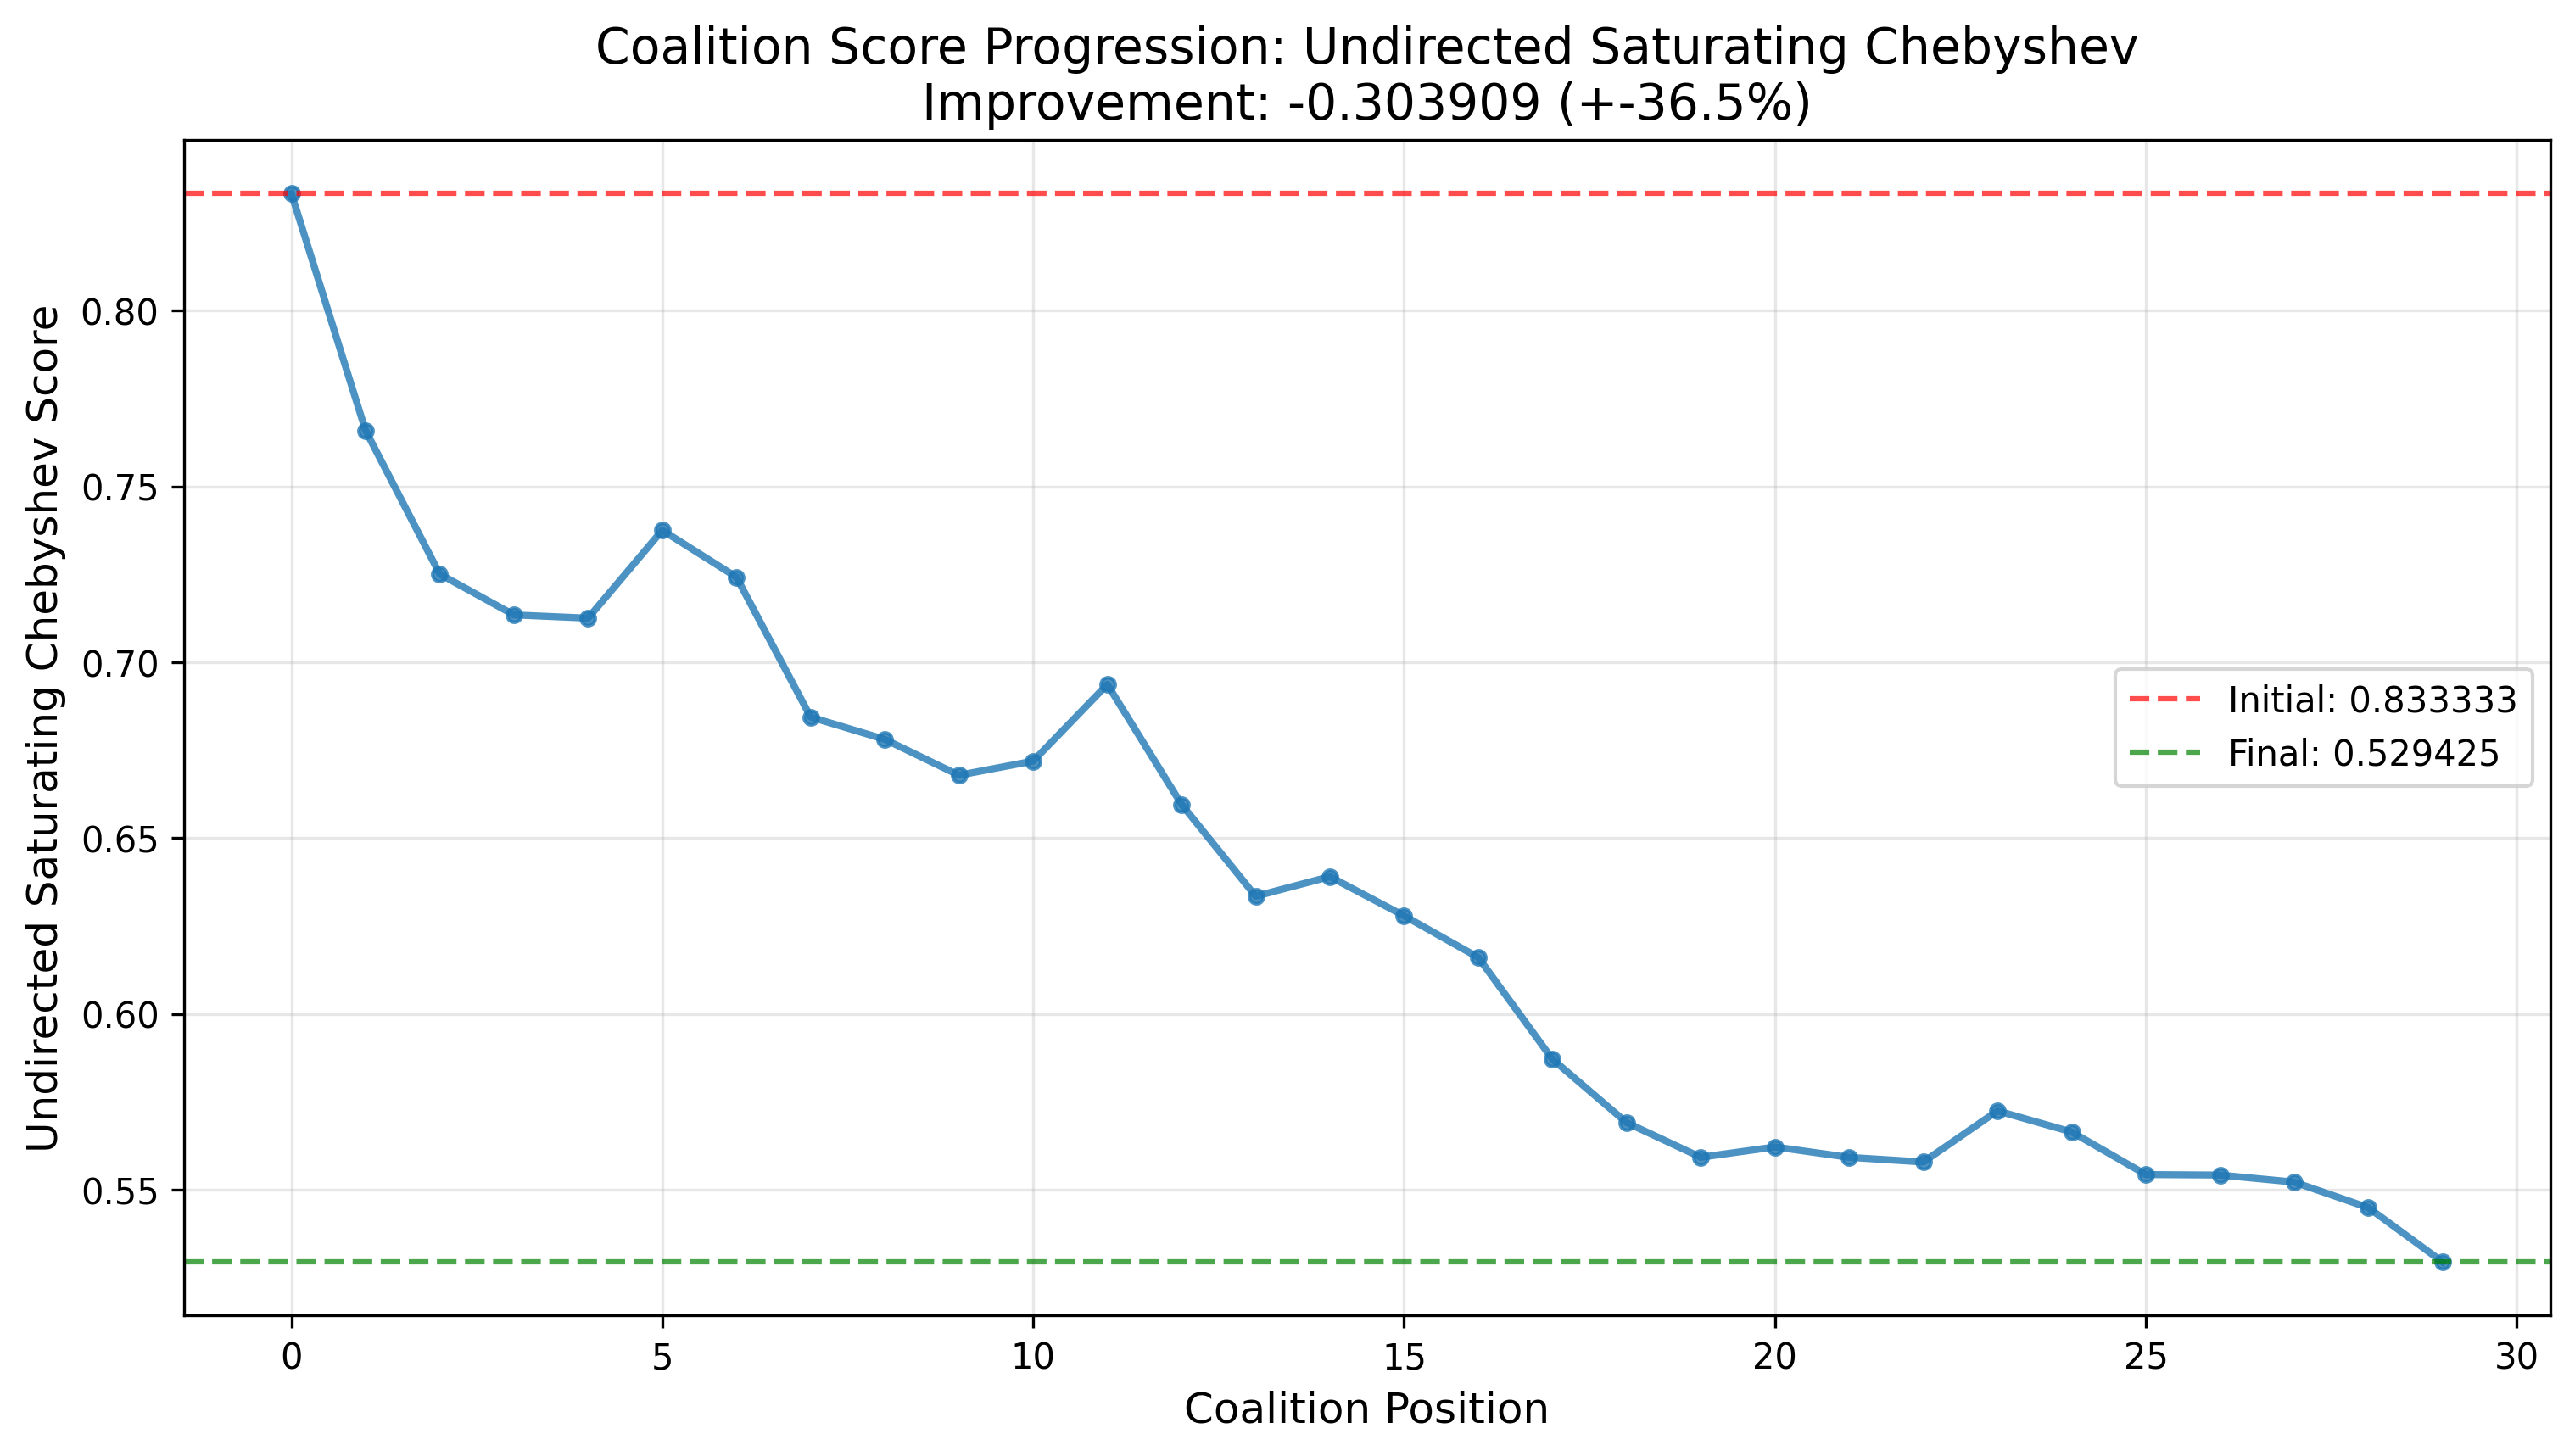 Coalition Score Progression: Undirected Saturating Chebyshev
Improvement: -0.303909 (+-36.5%)
Undirected Saturating Chebyshev Score
0.80
0.75
0.70
0.65
0.60
0.55
Initial: 0.833333
Final: 0.529425
0 5 10 15 20 25 30
Coalition Position